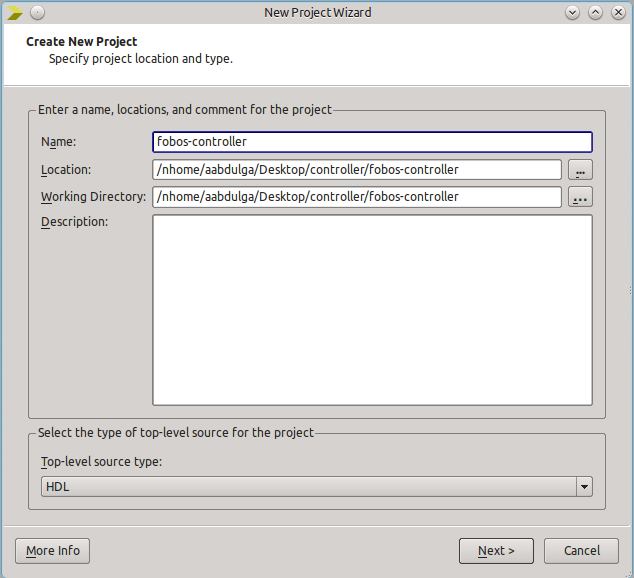 New Project Wizard
Create New Project
Specify project location and type.
Enter a name, locations, and comment for the project
Name: fobos-controller
Location: /nhome/aabdulga/Desktop/controller/fobos-controller ...
Working Directory: /nhome/aabdulga/Desktop/controller/fobos-controller ...
Description:
Select the type of top-level source for the project
Top-level source type:
HDL
More Info Next > Cancel